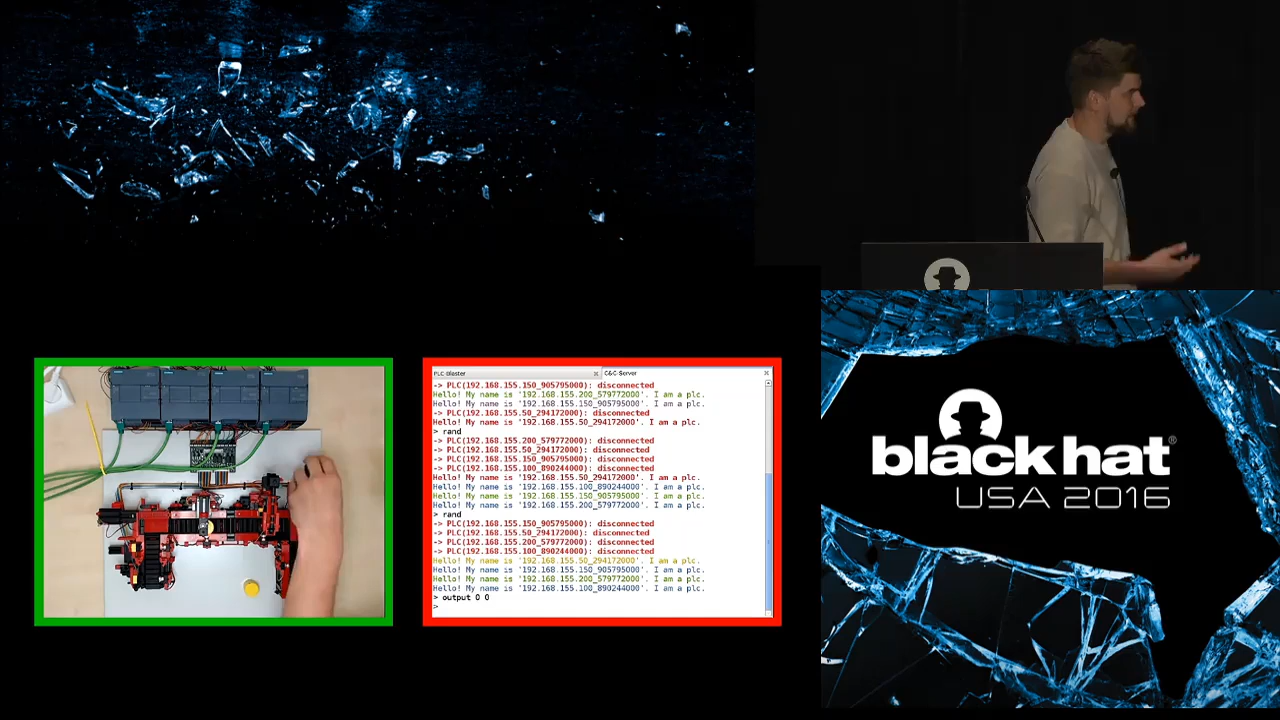 PLC Blaster
C&C-Server
-> PLC(192.168.155.150_905795000): disconnected
Hello! My name is '192.168.155.200_579772000'. I am a plc.
Hello! My name is '192.168.155.150_905795000'. I am a plc.
-> PLC(192.168.155.50_294172000): disconnected
Hello! My name is '192.168.155.50_294172000'. I am a plc.
> rand
-> PLC(192.168.155.200_579772000): disconnected
-> PLC(192.168.155.50_294172000): disconnected
-> PLC(192.168.155.150_905795000): disconnected
-> PLC(192.168.155.100_890244000): disconnected
Hello! My name is '192.168.155.50_294172000'. I am a plc.
Hello! My name is '192.168.155.100_890244000'. I am a plc.
Hello! My name is '192.168.155.150_905795000'. I am a plc.
Hello! My name is '192.168.155.200_579772000'. I am a plc.
> rand
-> PLC(192.168.155.150_905795000): disconnected
-> PLC(192.168.155.50_294172000): disconnected
-> PLC(192.168.155.200_579772000): disconnected
-> PLC(192.168.155.100_890244000): disconnected
Hello! My name is '192.168.155.50_294172000'. I am a plc.
Hello! My name is '192.168.155.150_905795000'. I am a plc.
Hello! My name is '192.168.155.200_579772000'. I am a plc.
Hello! My name is '192.168.155.100_890244000'. I am a plc.
> output 0 0
>
black hat®
USA 2016